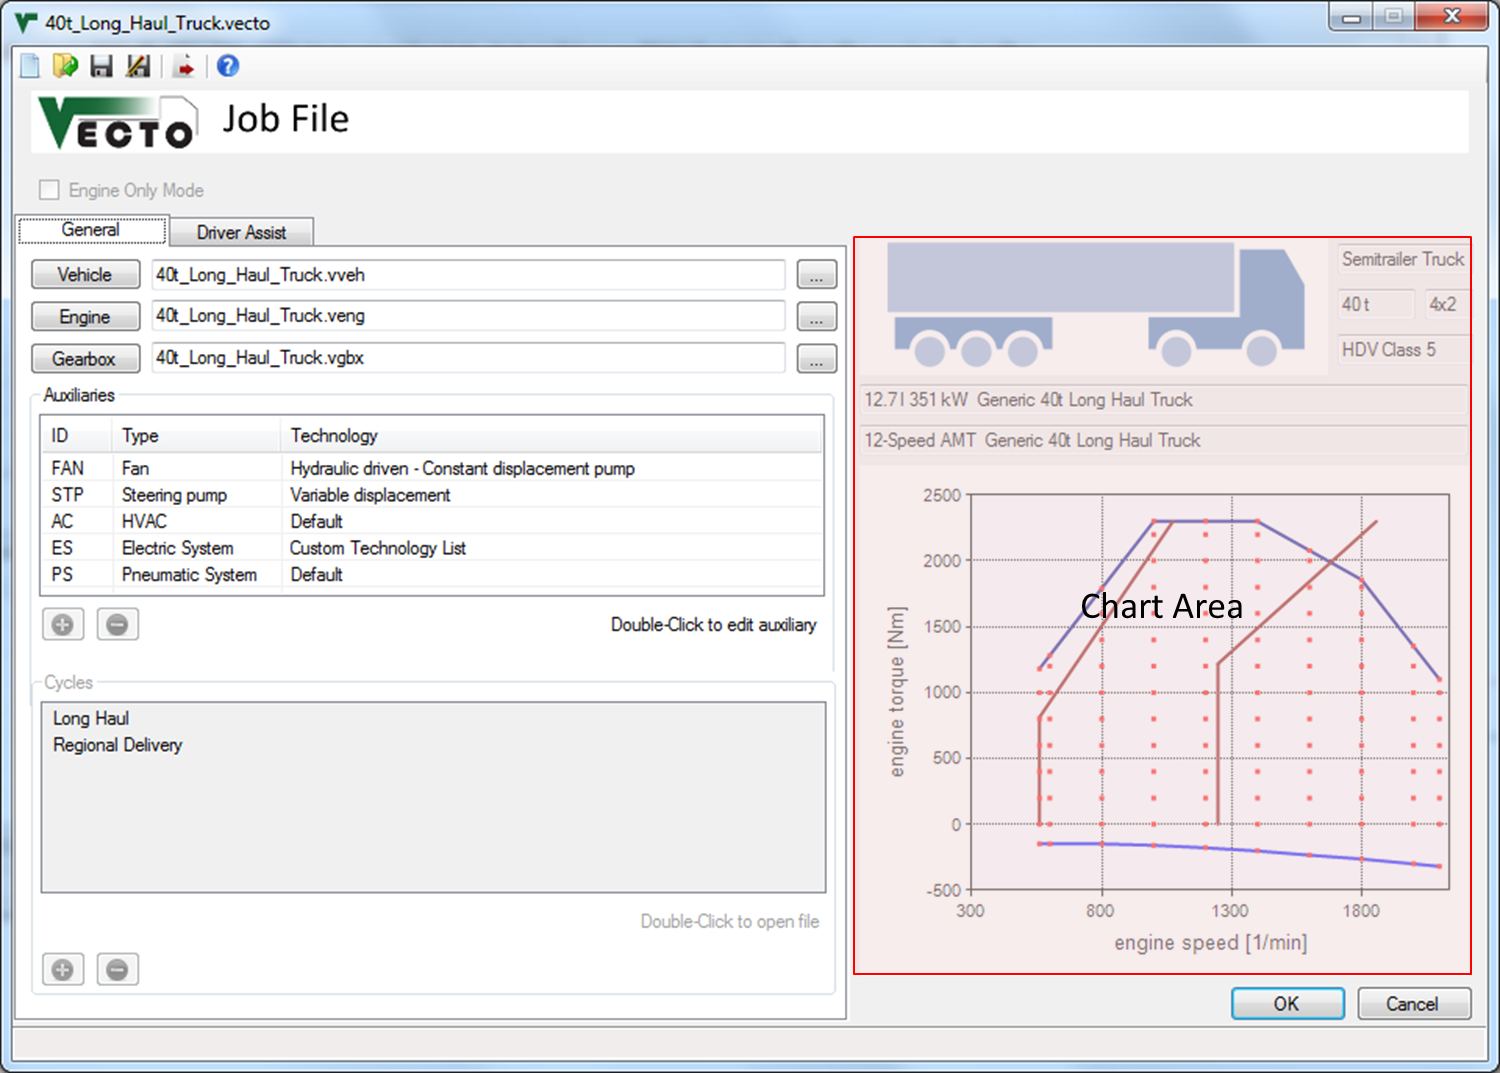 40t_Long_Haul_Truck.vecto
VECTO Job File
Engine Only Mode
General Driver Assist
Vehicle 40t_Long_Haul_Truck.vveh ...
Engine 40t_Long_Haul_Truck.veng ...
Gearbox 40t_Long_Haul_Truck.vgbx ...
Auxiliaries
ID Type Technology
FAN Fan Hydraulic driven - Constant displacement pump
STP Steering pump Variable displacement
AC HVAC Default
ES Electric System Custom Technology List
PS Pneumatic System Default
Double-Click to edit auxiliary
Cycles
Long Haul
Regional Delivery
Double-Click to open file
Semitrailer Truck
40 t 4x2
HDV Class 5
12.7 l 351 kW Generic 40t Long Haul Truck
12-Speed AMT Generic 40t Long Haul Truck
Chart Area
engine torque [Nm]
2500
2000
1500
1000
500
0
-500
300 800 1300 1800
engine speed [1/min]
OK Cancel